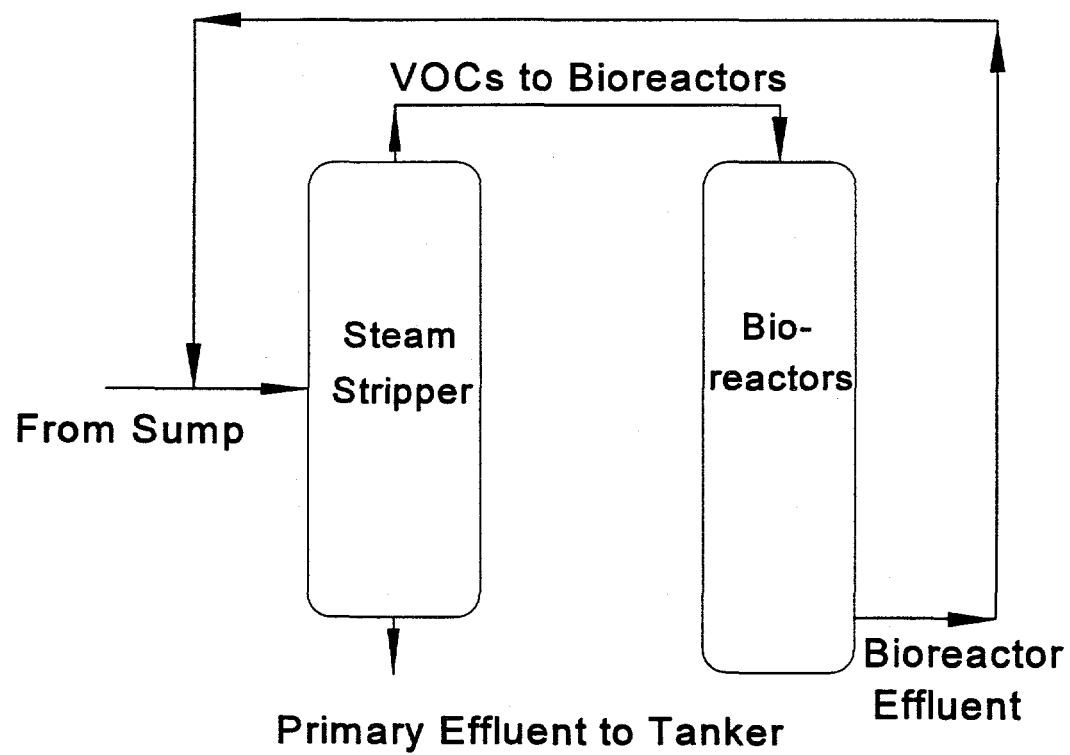 VOCs to Bioreactors
Steam
Stripper
Bio-
reactors
From Sump
Bioreactor
Effluent
Primary Effluent to Tanker